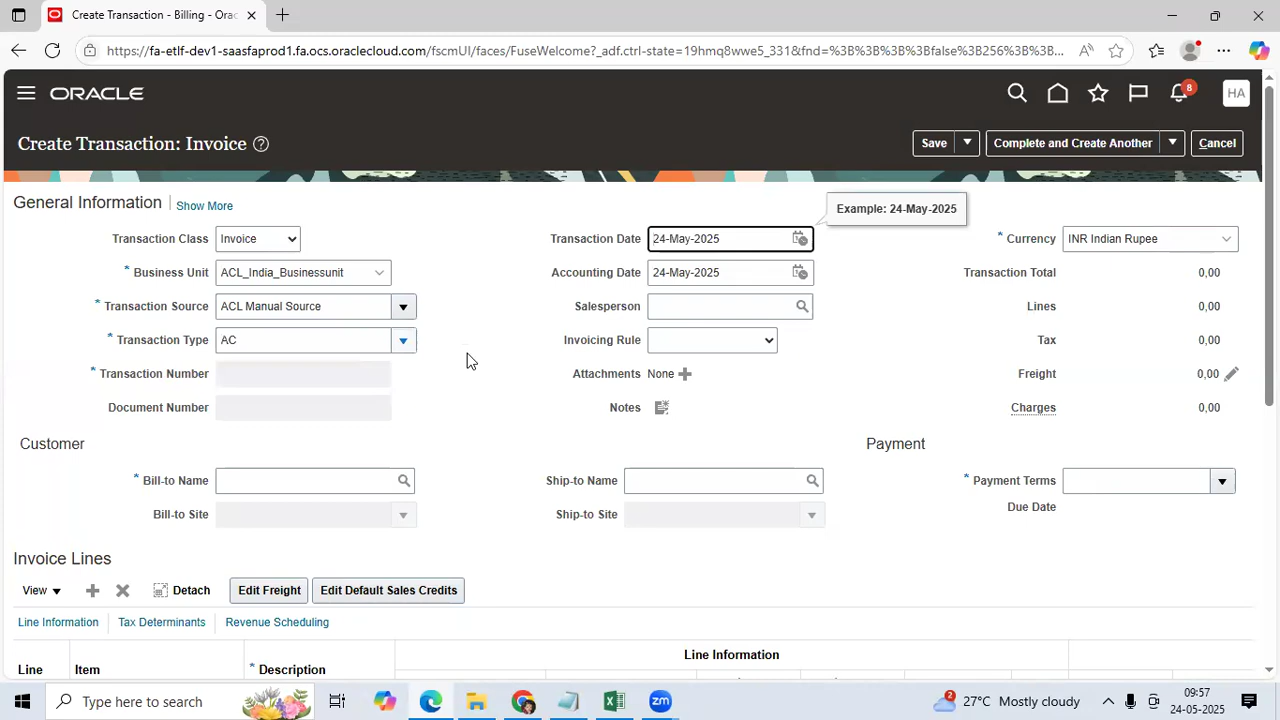 Create Transaction - Billing - Orac
https://fa-etlf-dev1-saasfaprod1.fa.ocs.oraclecloud.com/fscmUI/faces/FuseWelcome?_adf.ctrl-state=19hmq8wwe5_331&fnd=%3B%3B%3B%3Bfalse%3B256%3B%3B...
ORACLE
8
HA
Create Transaction: Invoice
Save
Complete and Create Another
Cancel
General Information
Show More
Example: 24-May-2025
Transaction Class
Invoice
Transaction Date
24-May-2025
* Currency
INR Indian Rupee
* Business Unit
ACL_India_Businessunit
Accounting Date
24-May-2025
Transaction Total
0,00
* Transaction Source
ACL Manual Source
Salesperson
Lines
0,00
* Transaction Type
AC
Invoicing Rule
Tax
0,00
* Transaction Number
Attachments
None
Freight
0,00
Document Number
Notes
Charges
0,00
Customer
Payment
* Bill-to Name
Ship-to Name
* Payment Terms
Bill-to Site
Ship-to Site
Due Date
Invoice Lines
View
Detach
Edit Freight
Edit Default Sales Credits
Line Information
Tax Determinants
Revenue Scheduling
Line Information
Line
Item
* Description
Type here to search
2
27°C
Mostly cloudy
09:57
24-05-2025
zm